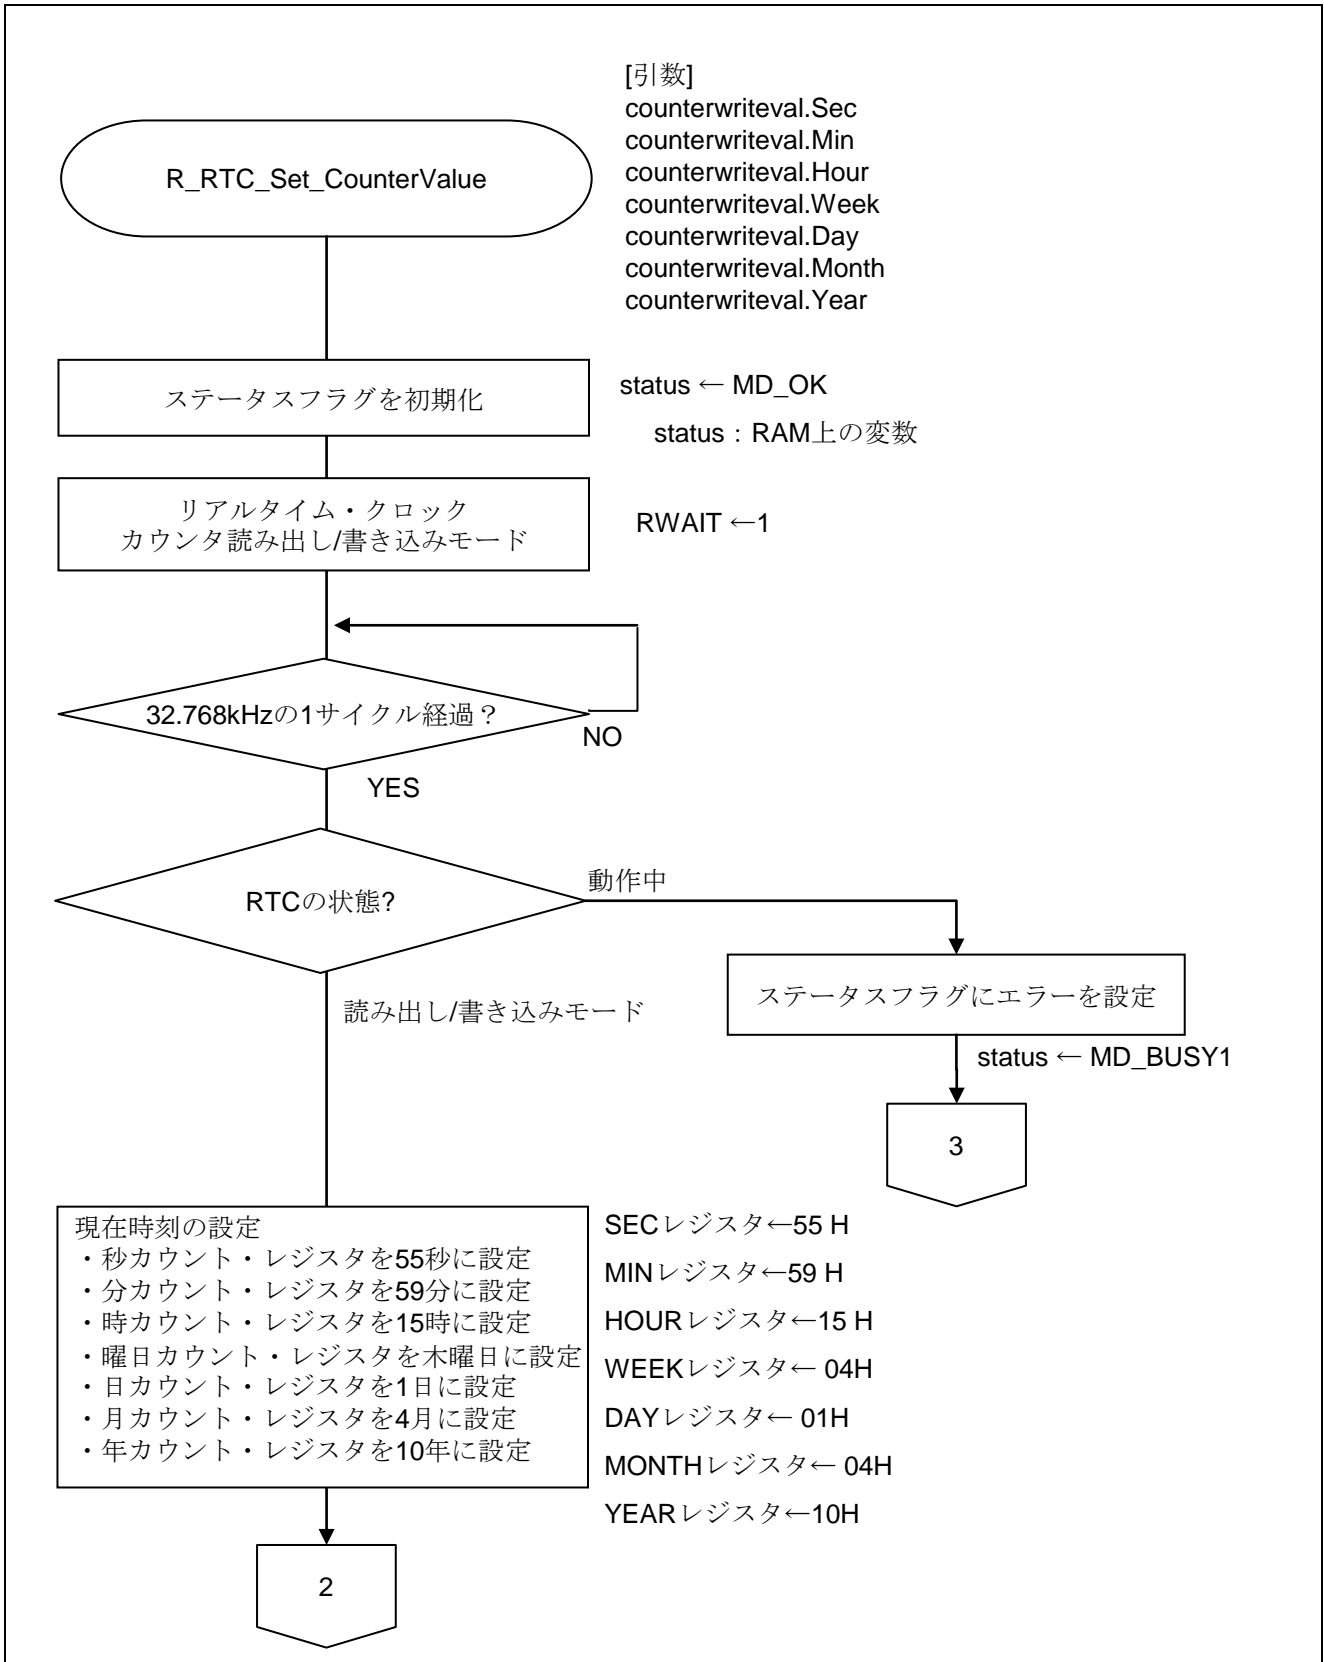 [引数]
counterwriteval.Sec
counterwriteval.Min
counterwriteval.Hour
counterwriteval.Week
counterwriteval.Day
counterwriteval.Month
counterwriteval.Year
R_RTC_Set_CounterValue
ステータスフラグを初期化
status ← MD_OK
status：RAM上の変数
リアルタイム・クロック
カウンタ読み出し/書き込みモード
RWAIT ←1
32.768kHzの1サイクル経過？
NO
YES
RTCの状態?
動作中
ステータスフラグにエラーを設定
読み出し/書き込みモード
status ← MD_BUSY1
3
現在時刻の設定
・秒カウント・レジスタを55秒に設定
・分カウント・レジスタを59分に設定
・時カウント・レジスタを15時に設定
・曜日カウント・レジスタを木曜日に設定
・日カウント・レジスタを1日に設定
・月カウント・レジスタを4月に設定
・年カウント・レジスタを10年に設定
SECレジスタ←55 H
MINレジスタ←59 H
HOURレジスタ←15 H
WEEKレジスタ← 04H
DAYレジスタ← 01H
MONTHレジスタ← 04H
YEARレジスタ←10H
2